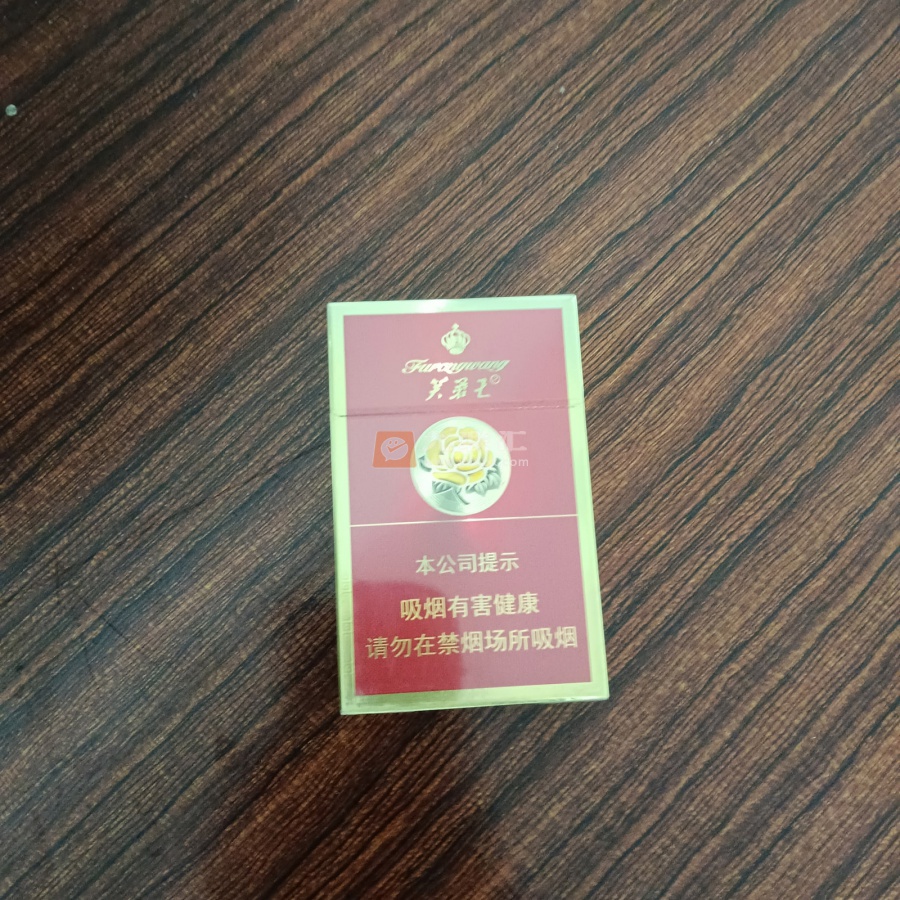 Furongwang
芙蓉王
本公司提示
吸烟有害健康
请勿在禁烟场所吸烟